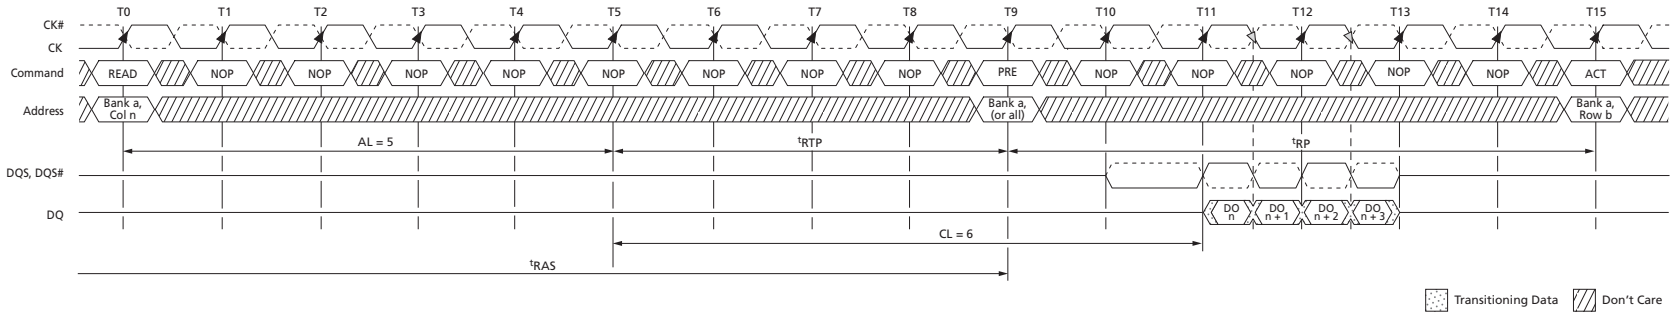 T0 T1 T2 T3 T4 T5 T6 T7 T8 T9 T10 T11 T12 T13 T14 T15
CK#
CK
Command READ NOP NOP NOP NOP NOP NOP NOP NOP PRE NOP NOP NOP NOP NOP ACT
Address Bank a, Col n Bank a, (or all) Bank a, Row b
AL = 5 tRTP tRP
DQS, DQS#
DQ DO n DO n + 1 DO n + 2 DO n + 3
CL = 6
tRAS
Transitioning Data Don't Care